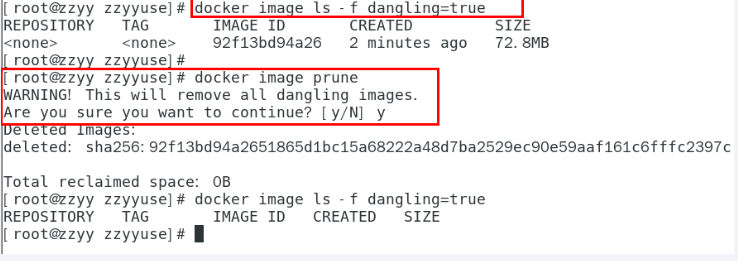 [root@zzyy zzyyuse]# docker image ls -f dangling=true
REPOSITORY   TAG       IMAGE ID       CREATED         SIZE
<none>       <none>    92f13bd94a26   2 minutes ago   72.8MB
[root@zzyy zzyyuse]#
[root@zzyy zzyyuse]# docker image prune
WARNING! This will remove all dangling images.
Are you sure you want to continue? [y/N] y
Deleted Images:
deleted: sha256:92f13bd94a2651865d1bc15a68222a48d7ba2529ec90e59aaf161c6fffc2397c

Total reclaimed space: 0B
[root@zzyy zzyyuse]# docker image ls -f dangling=true
REPOSITORY   TAG       IMAGE ID   CREATED   SIZE
[root@zzyy zzyyuse]#